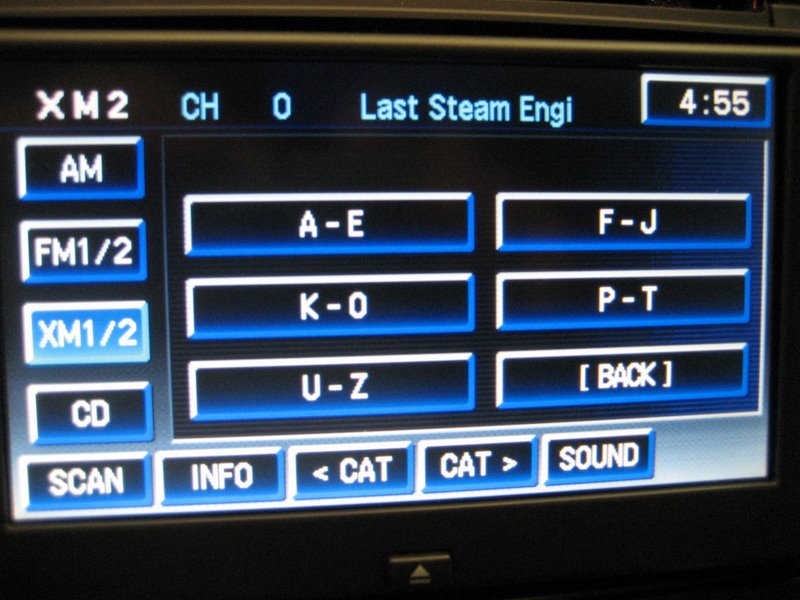 XM2 CH 0 Last Steam Engi 4:55
AM
A-E F-J
FM1/2
K-O P-T
XM1/2
U-Z [BACK]
CD
SCAN INFO < CAT CAT > SOUND